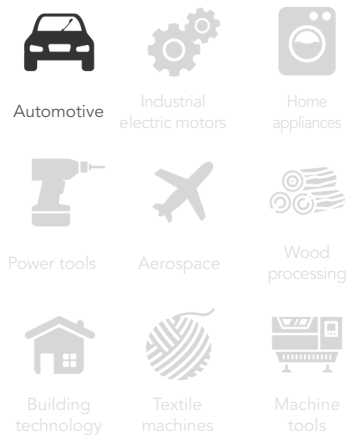 Automotive
Industrial
electric motors
Home
appliances
Power tools
Aerospace
Wood
processing
Building
technology
Textile
machines
Machine
tools